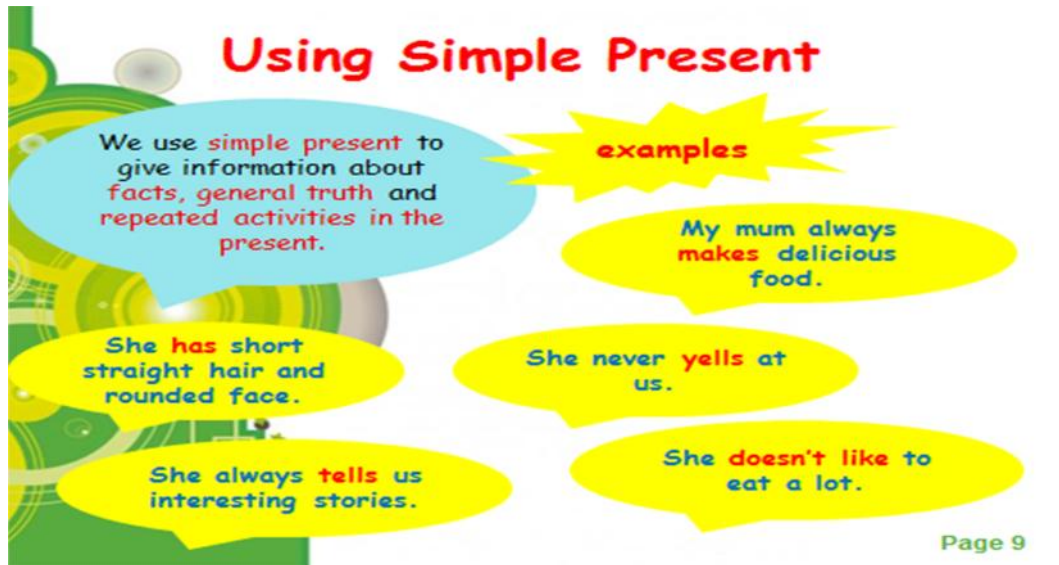 Using Simple Present
We use simple present to
give information about
facts, general truth and
repeated activities in the
present.
examples
My mum always
makes delicious
food.
She has short
straight hair and
rounded face.
She never yells at
us.
She always tells us
interesting stories.
She doesn't like to
eat a lot.
Page 9